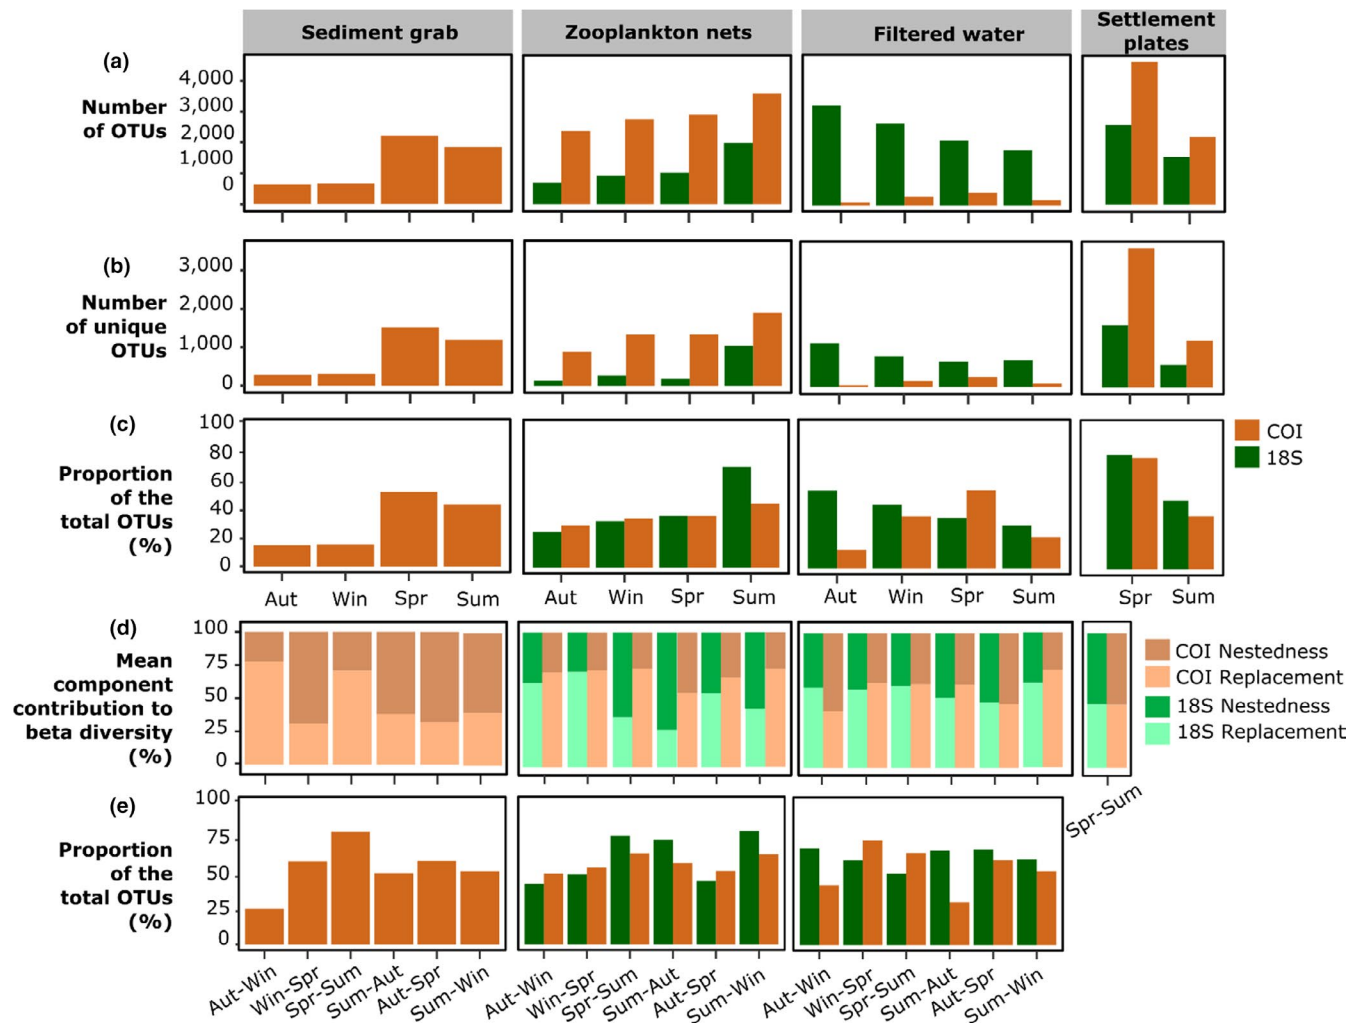 Sediment grab
Zooplankton nets
Filtered water
Settlement
plates
(a)
Number
of OTUs
4,000
3,000
2,000
1,000
0
(b)
Number
of unique
OTUs
3,000
2,000
1,000
0
(c)
Proportion
of the
total OTUs
(%)
100
80
60
40
20
0
COI
18S
Aut Win Spr Sum
Aut Win Spr Sum
Aut Win Spr Sum
Spr Sum
(d)
Mean
component
contribution to
beta diversity
(%)
100
75
50
25
0
COI Nestedness
COI Replacement
18S Nestedness
18S Replacement
Spr-Sum
(e)
Proportion
of the
total OTUs
(%)
100
75
50
25
0
Aut-Win Win-Spr Spr-Sum Sum-Aut Aut-Spr Sum-Win
Aut-Win Win-Spr Spr-Sum Sum-Aut Aut-Spr Sum-Win
Aut-Win Win-Spr Spr-Sum Sum-Aut Aut-Spr Sum-Win